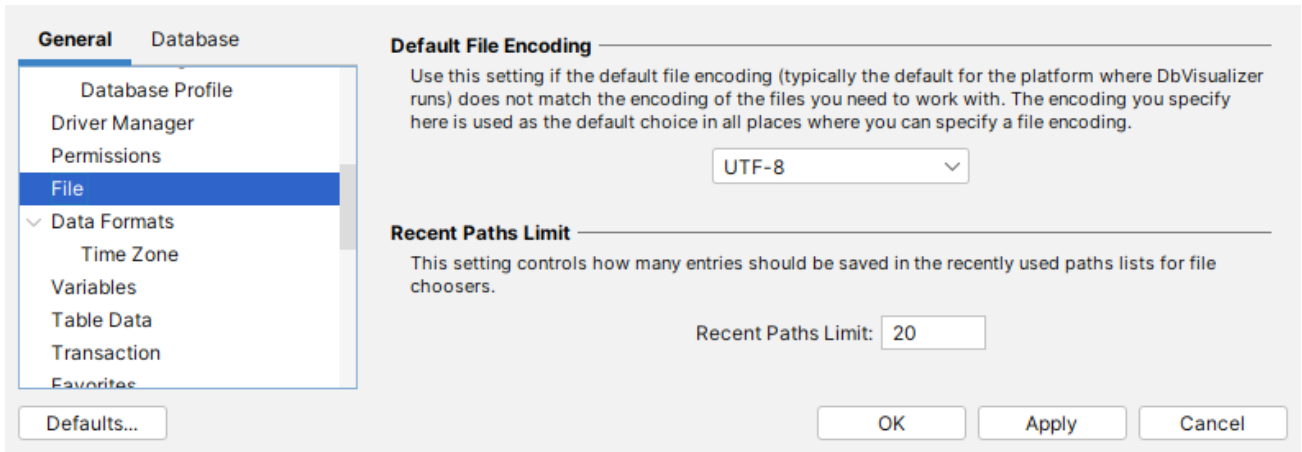 General Database
Database Profile
Driver Manager
Permissions
File
Data Formats
Time Zone
Variables
Table Data
Transaction
Favorites
Defaults...
Default File Encoding
Use this setting if the default file encoding (typically the default for the platform where DbVisualizer
runs) does not match the encoding of the files you need to work with. The encoding you specify
here is used as the default choice in all places where you can specify a file encoding.
UTF-8
Recent Paths Limit
This setting controls how many entries should be saved in the recently used paths lists for file
choosers.
Recent Paths Limit: 20
OK Apply Cancel